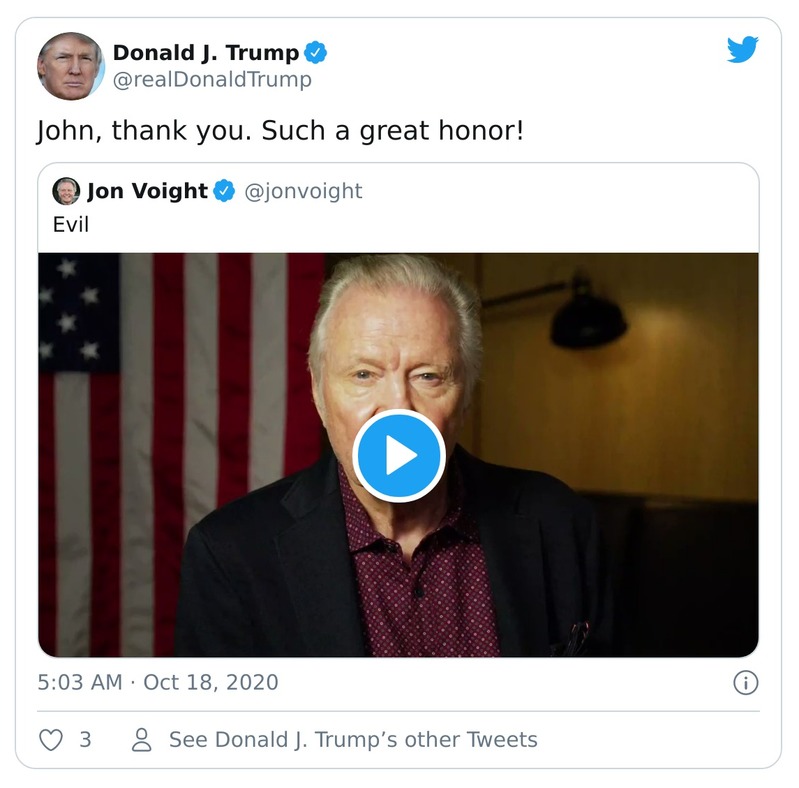 Donald J. Trump
@realDonaldTrump
John, thank you. Such a great honor!
Jon Voight @jonvoight
Evil
5:03 AM · Oct 18, 2020
3 See Donald J. Trump’s other Tweets